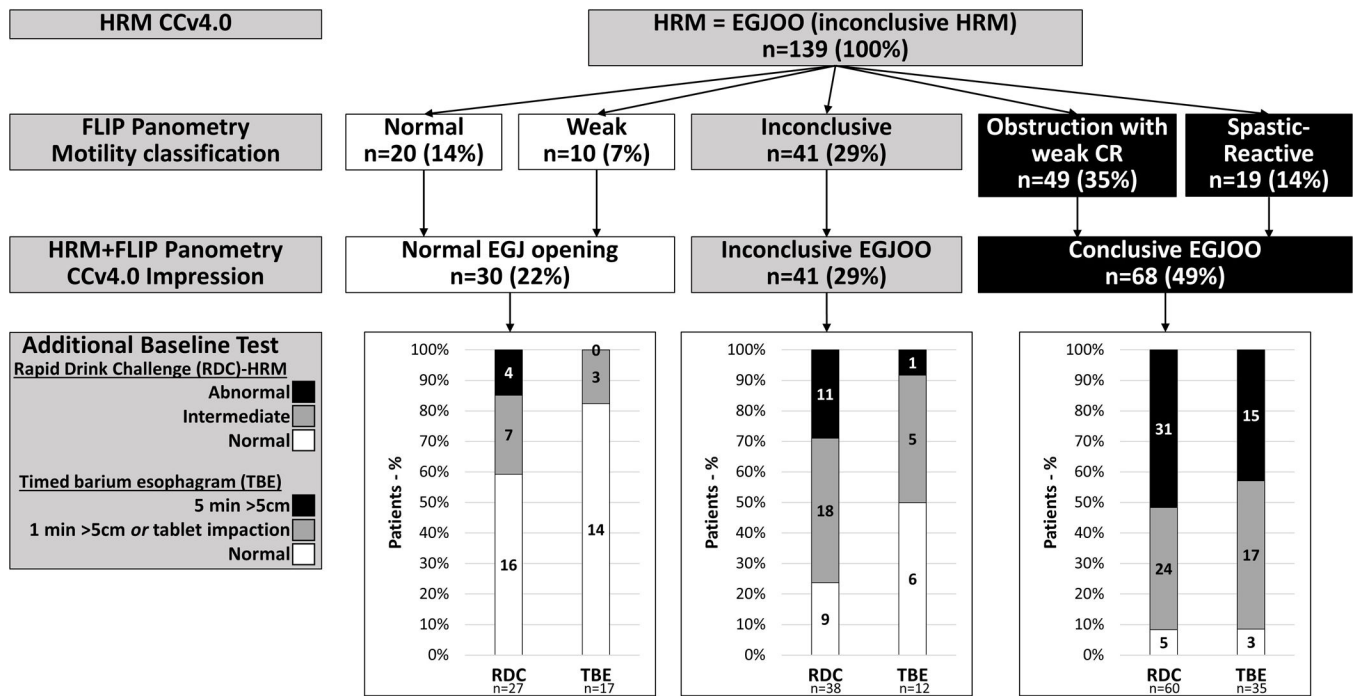 HRM CCv4.0
HRM = EGJOO (inconclusive HRM)
n=139 (100%)
FLIP Panometry
Motility classification
Normal
n=20 (14%)
Weak
n=10 (7%)
Inconclusive
n=41 (29%)
Obstruction with
weak CR
n=49 (35%)
Spastic-
Reactive
n=19 (14%)
HRM+FLIP Panometry
CCv4.0 Impression
Normal EGJ opening
n=30 (22%)
Inconclusive EGJOO
n=41 (29%)
Conclusive EGJOO
n=68 (49%)
Additional Baseline Test
Rapid Drink Challenge (RDC)-HRM
Abnormal
Intermediate
Normal
Timed barium esophagram (TBE)
5 min >5cm
1 min >5cm or tablet impaction
Normal
Patients - %
100%
90%
80%
70%
60%
50%
40%
30%
20%
10%
0%
4
7
16
0
3
14
RDC
n=27
TBE
n=17
Patients - %
100%
90%
80%
70%
60%
50%
40%
30%
20%
10%
0%
11
18
9
1
5
6
RDC
n=38
TBE
n=12
Patients - %
100%
90%
80%
70%
60%
50%
40%
30%
20%
10%
0%
31
24
5
15
17
3
RDC
n=60
TBE
n=35